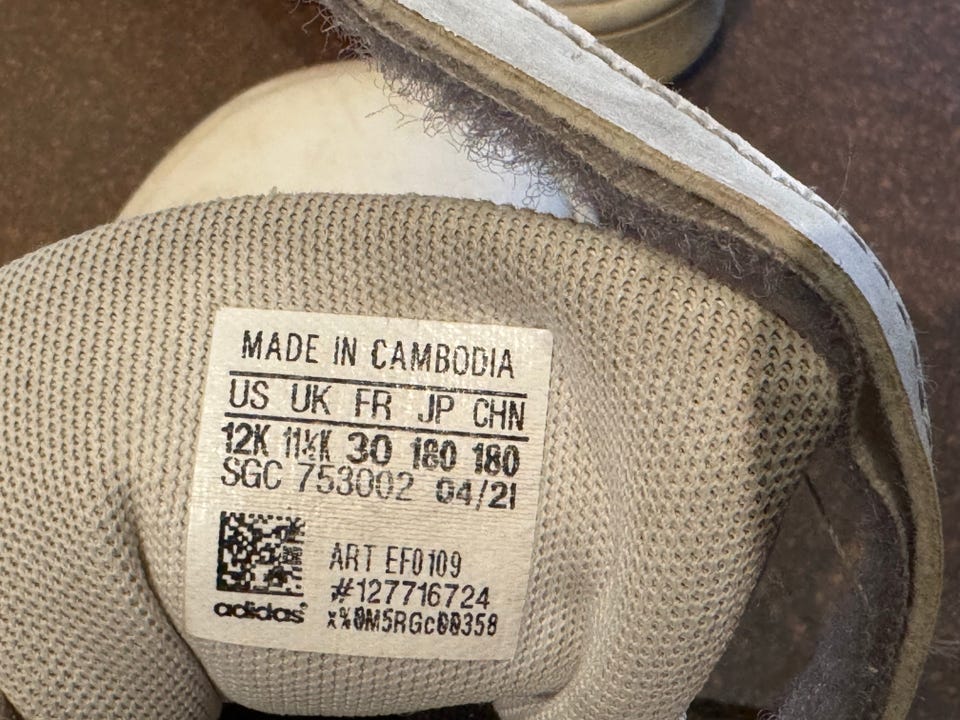 MADE IN CAMBODIA
US UK FR JP CHN
12K 11½K 30 180 180
SGC 753002 04/21
ART EF0109
#127716724
x%0M5RGc00358
adidas